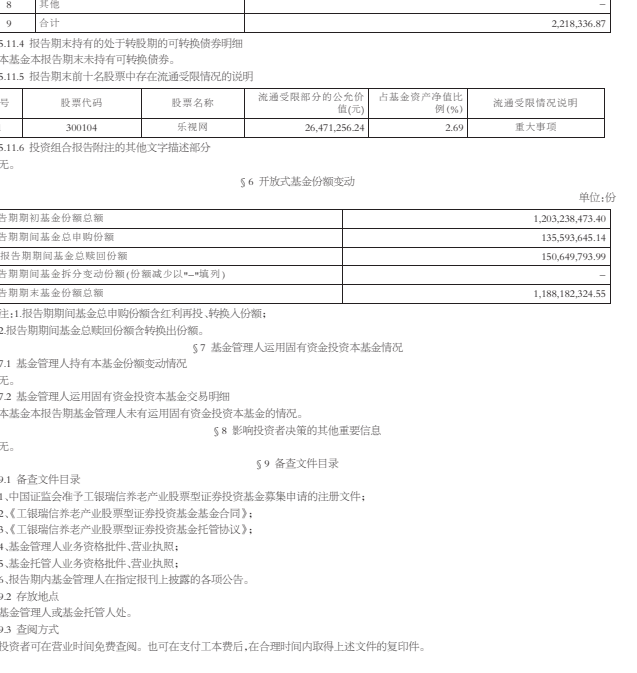 8 其他 –
9 合计 2,218,336.87
5.11.4 报告期末持有的处于转股期的可转换债券明细
本基金本报告期末未持有可转换债券。
5.11.5 报告期末前十名股票中存在流通受限情况的说明
号 股票代码 股票名称 流通受限部分的公允价值(元) 占基金资产净值比例(%) 流通受限情况说明
300104 乐视网 26,471,256.24 2.69 重大事项
5.11.6 投资组合报告附注的其他文字描述部分
无。
§6 开放式基金份额变动
单位:份
告期期初基金份额总额 1,203,238,473.40
告期期间基金总申购份额 135,593,645.14
报告期期间基金总赎回份额 150,649,793.99
告期期间基金拆分变动份额(份额减少以"–"填列) –
告期期末基金份额总额 1,188,182,324.55
注:1.报告期期间基金总申购份额含红利再投、转换入份额;
2.报告期期间基金总赎回份额含转换出份额。
§7 基金管理人运用固有资金投资本基金情况
7.1 基金管理人持有本基金份额变动情况
无。
7.2 基金管理人运用固有资金投资本基金交易明细
本基金本报告期基金管理人未有运用固有资金投资本基金的情况。
§8 影响投资者决策的其他重要信息
无。
§9 备查文件目录
9.1 备查文件目录
1、中国证监会准予工银瑞信养老产业股票型证券投资基金募集申请的注册文件;
2、《工银瑞信养老产业股票型证券投资基金基金合同》;
3、《工银瑞信养老产业股票型证券投资基金托管协议》;
4、基金管理人业务资格批件、营业执照;
5、基金托管人业务资格批件、营业执照;
6、报告期内基金管理人在指定报刊上披露的各项公告。
9.2 存放地点
基金管理人或基金托管人处。
9.3 查阅方式
投资者可在营业时间免费查阅。也可在支付工本费后,在合理时间内取得上述文件的复印件。